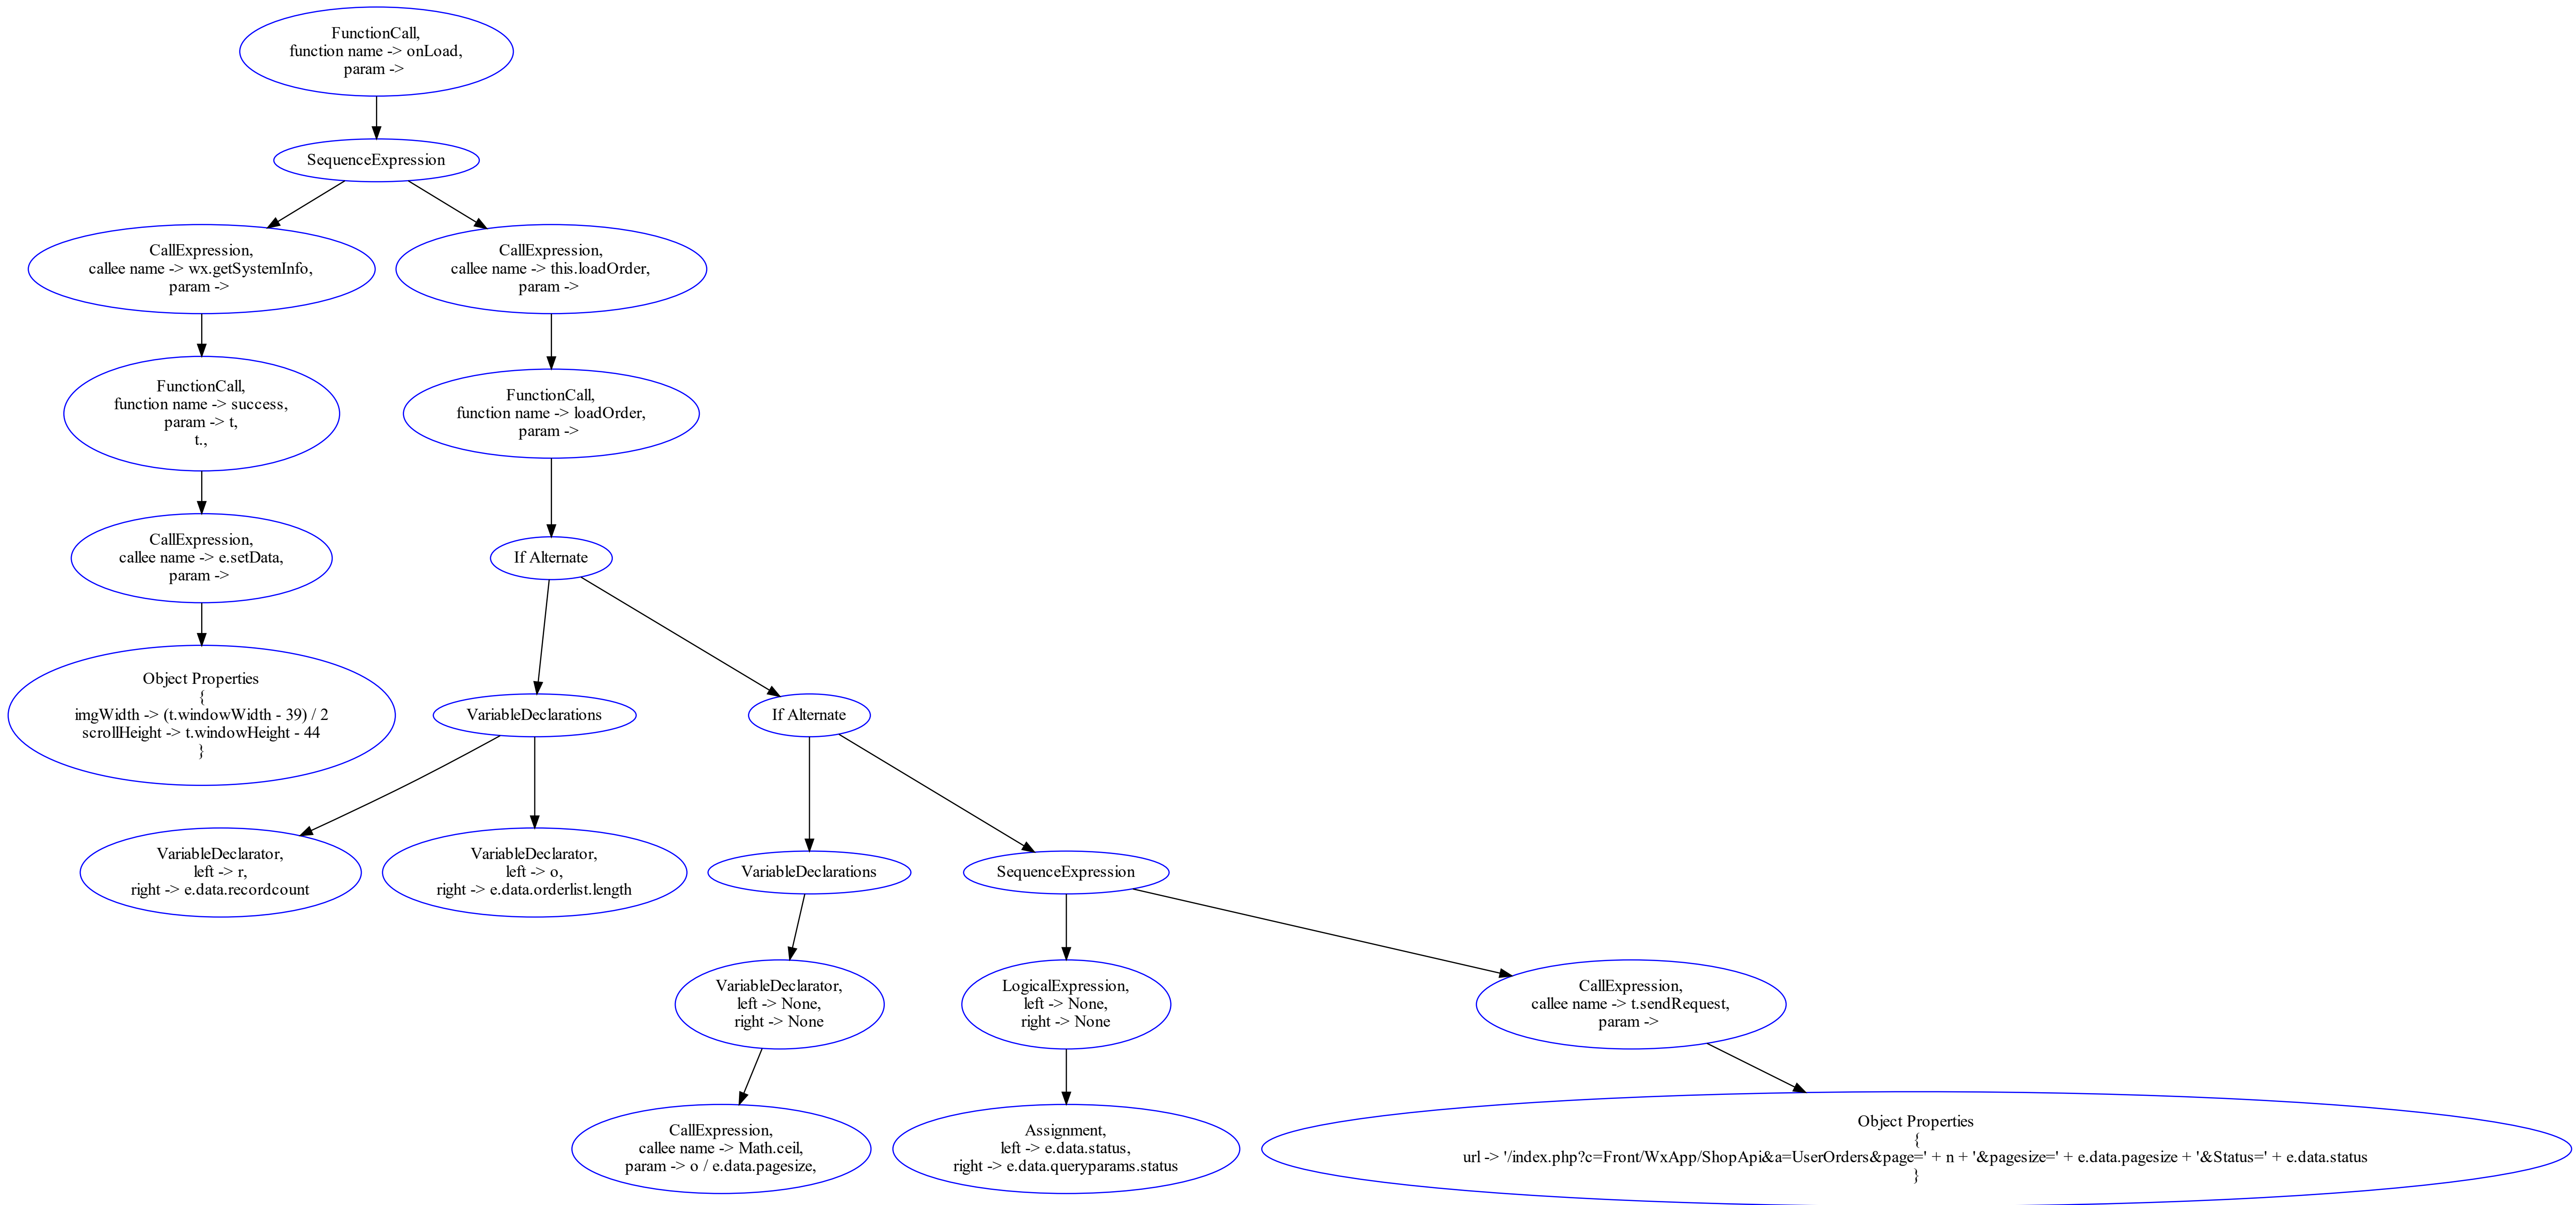 FunctionCall,
function name -> onLoad,
param ->
SequenceExpression
CallExpression,
callee name -> wx.getSystemInfo,
param ->
CallExpression,
callee name -> this.loadOrder,
param ->
FunctionCall,
function name -> success,
param -> t,
t.,
FunctionCall,
function name -> loadOrder,
param ->
CallExpression,
callee name -> e.setData,
param ->
If Alternate
Object Properties
{
imgWidth -> (t.windowWidth - 39) / 2
scrollHeight -> t.windowHeight - 44
}
VariableDeclarations
If Alternate
VariableDeclarator,
left -> r,
right -> e.data.recordcount
VariableDeclarator,
left -> o,
right -> e.data.orderlist.length
VariableDeclarations
SequenceExpression
VariableDeclarator,
left -> None,
right -> None
LogicalExpression,
left -> None,
right -> None
CallExpression,
callee name -> t.sendRequest,
param ->
CallExpression,
callee name -> Math.ceil,
param -> o / e.data.pagesize,
Assignment,
left -> e.data.status,
right -> e.data.queryparams.status
Object Properties
{
url -> '/index.php?c=Front/WxApp/ShopApi&a=UserOrders&page=' + n + '&pagesize=' + e.data.pagesize + '&Status=' + e.data.status
}